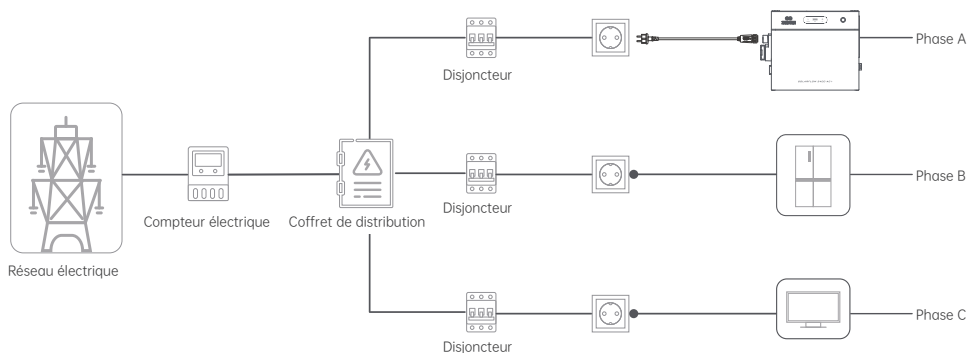 Disjoncteur
Phase A
Réseau électrique
Compteur électrique
Coffret de distribution
Disjoncteur
Phase B
Disjoncteur
Phase C